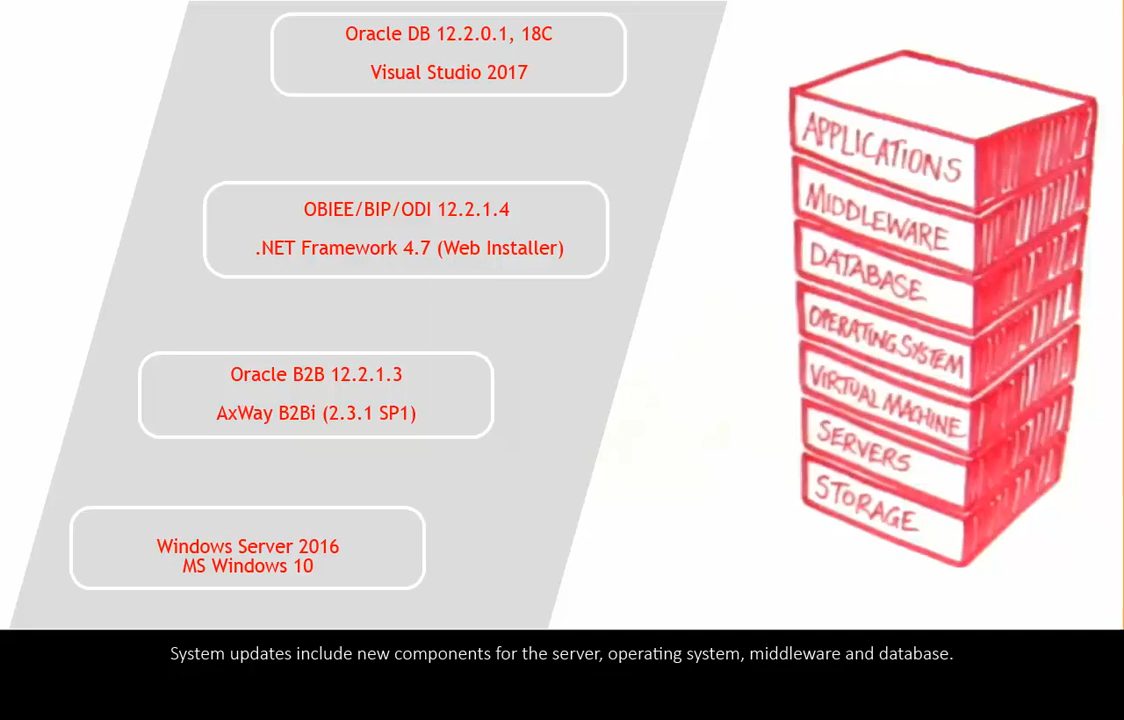 Oracle DB 12.2.0.1, 18C
Visual Studio 2017
OBIEE/BIP/ODI 12.2.1.4
.NET Framework 4.7 (Web Installer)
Oracle B2B 12.2.1.3
AxWay B2Bi (2.3.1 SP1)
Windows Server 2016
MS Windows 10
APPLICATIONS
MIDDLEWARE
DATABASE
OPERATING SYSTEM
VIRTUAL MACHINE
SERVERS
STORAGE
System updates include new components for the server, operating system, middleware and database.